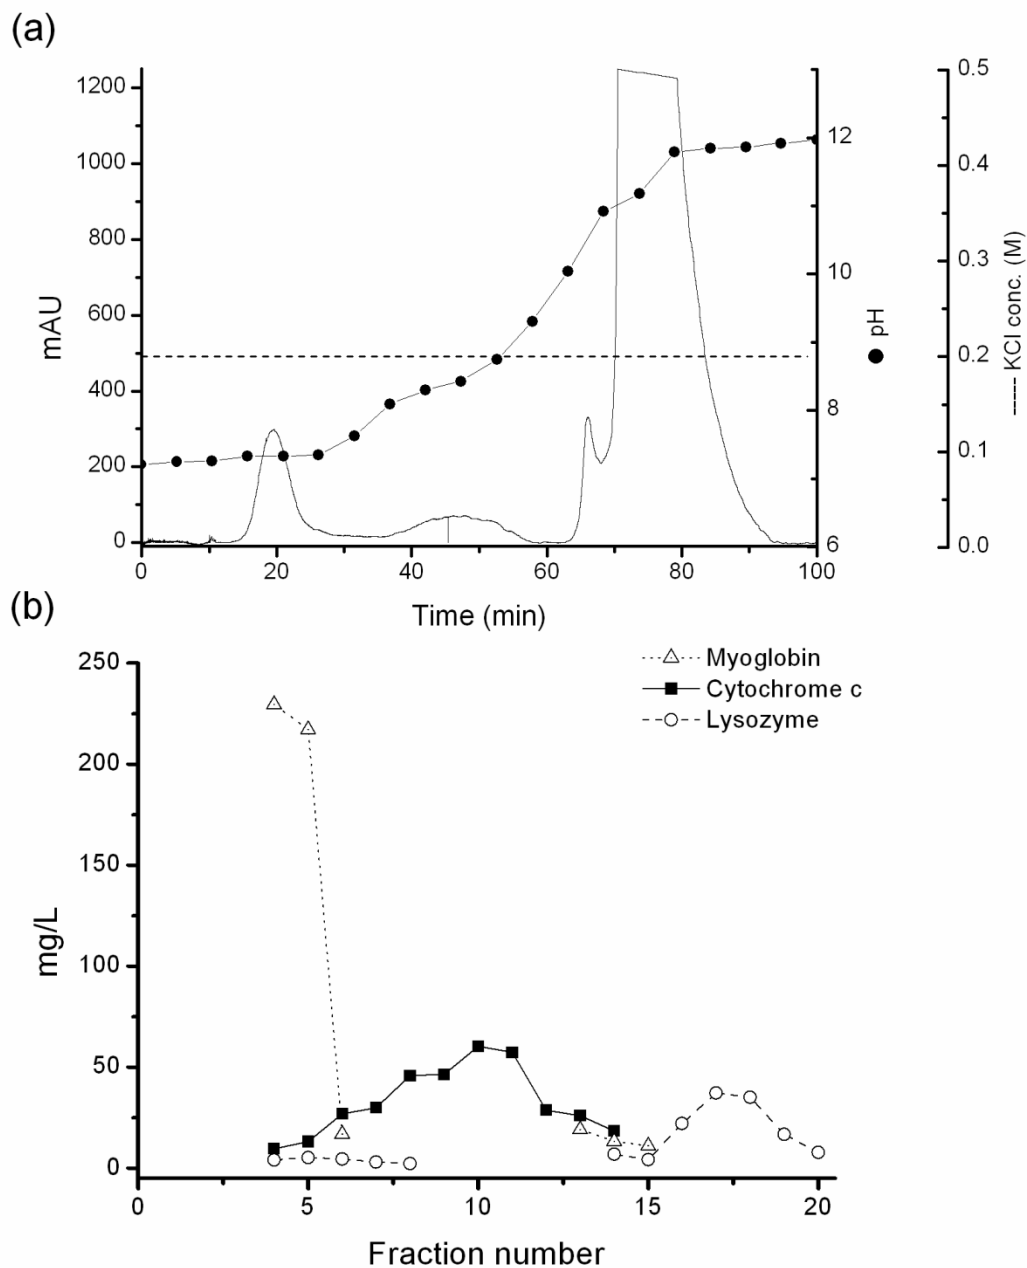 (a)
1200
1000
800
600
400
200
0
mAU
0 20 40 60 80 100
Time (min)
12
10
8
6
pH
0.5
0.4
0.3
0.2
0.1
0.0
----- KCl conc. (M)
(b)
Myoglobin
Cytochrome c
Lysozyme
250
200
150
100
50
0
mg/L
0 5 10 15 20
Fraction number